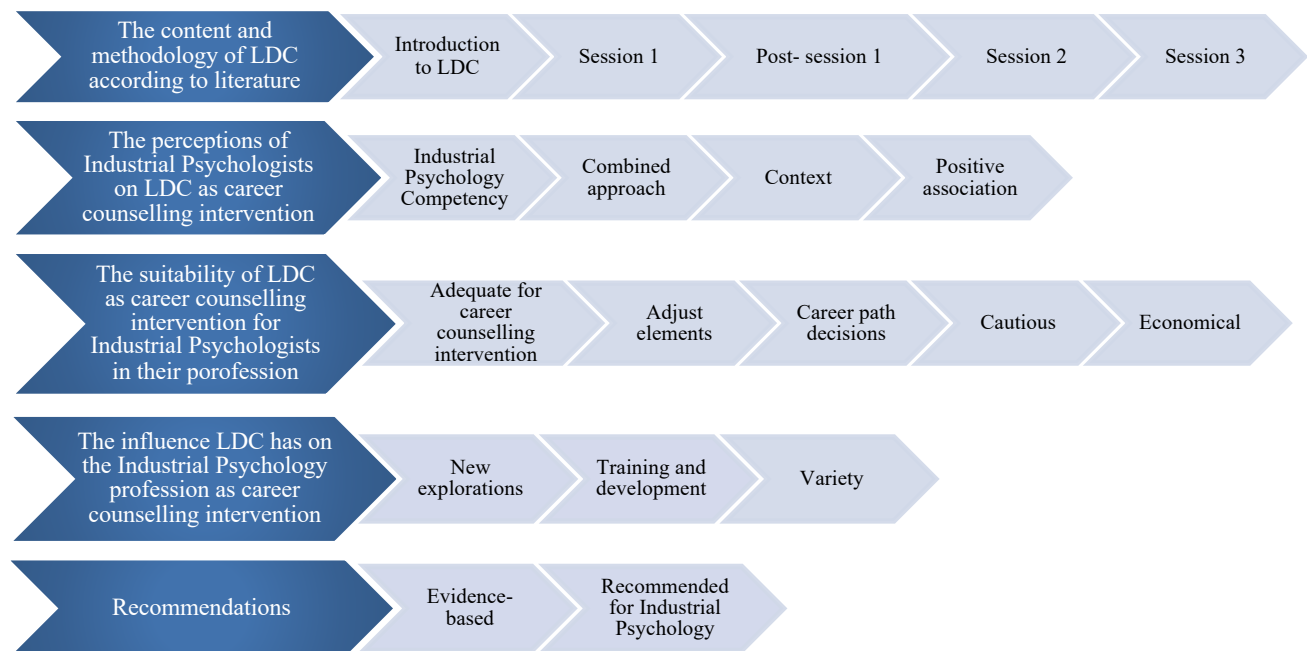 The content and
methodology of LDC
according to literature
Introduction
to LDC
Session 1
Post- session 1
Session 2
Session 3
The perceptions of
Industrial Psychologists
on LDC as career
counselling intervention
Industrial
Psychology
Competency
Combined
approach
Context
Positive
association
The suitability of LDC
as career counselling
intervention for
Industrial Psychologists
in their porofession
Adequate for
career
counselling
intervention
Adjust
elements
Career path
decisions
Cautious
Economical
The influence LDC has on
the Industrial Psychology
profession as career
counselling intervention
New
explorations
Training and
development
Variety
Recommendations
Evidence-
based
Recommended
for Industrial
Psychology